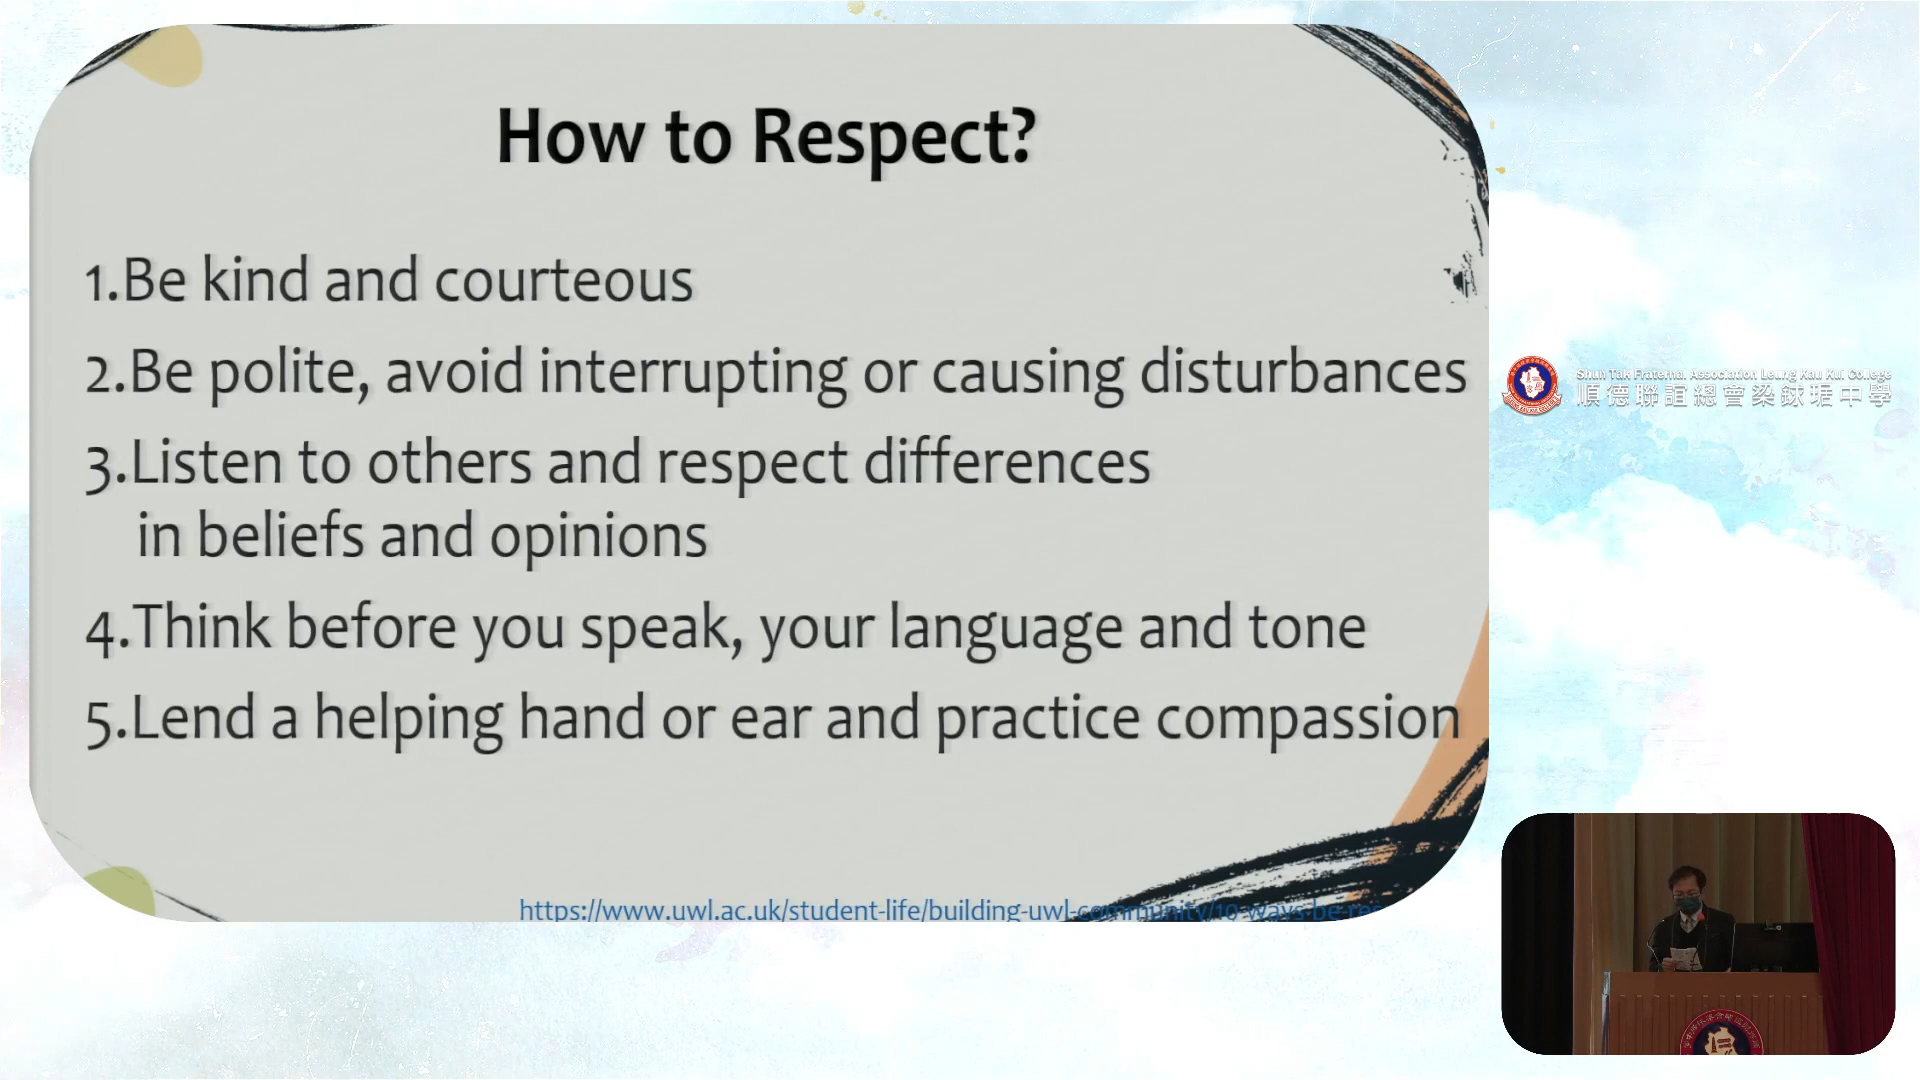 How to Respect?
1.Be kind and courteous
2.Be polite, avoid interrupting or causing disturbances
3.Listen to others and respect differences
in beliefs and opinions
4.Think before you speak, your language and tone
5.Lend a helping hand or ear and practice compassion
https://www.uwl.ac.uk/student-life/building-uwl-community/10-ways-be-res
Shun Tak Fraternal Association Leung Kau Kui College
順德聯誼總會梁銶琚中學